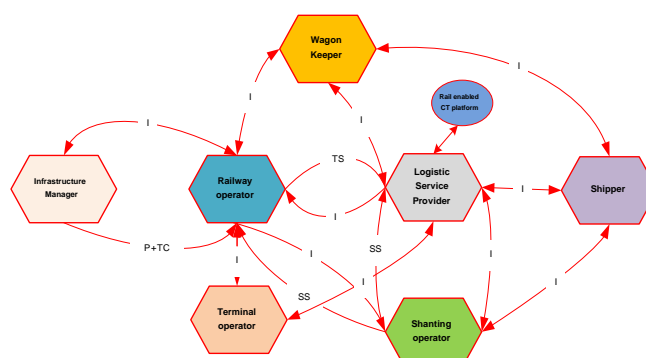 Wagon
Keeper
I
I
I
I
Rail enabled
CT platform
TS
Infrastructure
Manager
Railway
operator
Logistic
Service
Provider
I
Shipper
I
P+TC
I
I
SS
I
SS
I
I
Terminal
operator
Shanting
operator